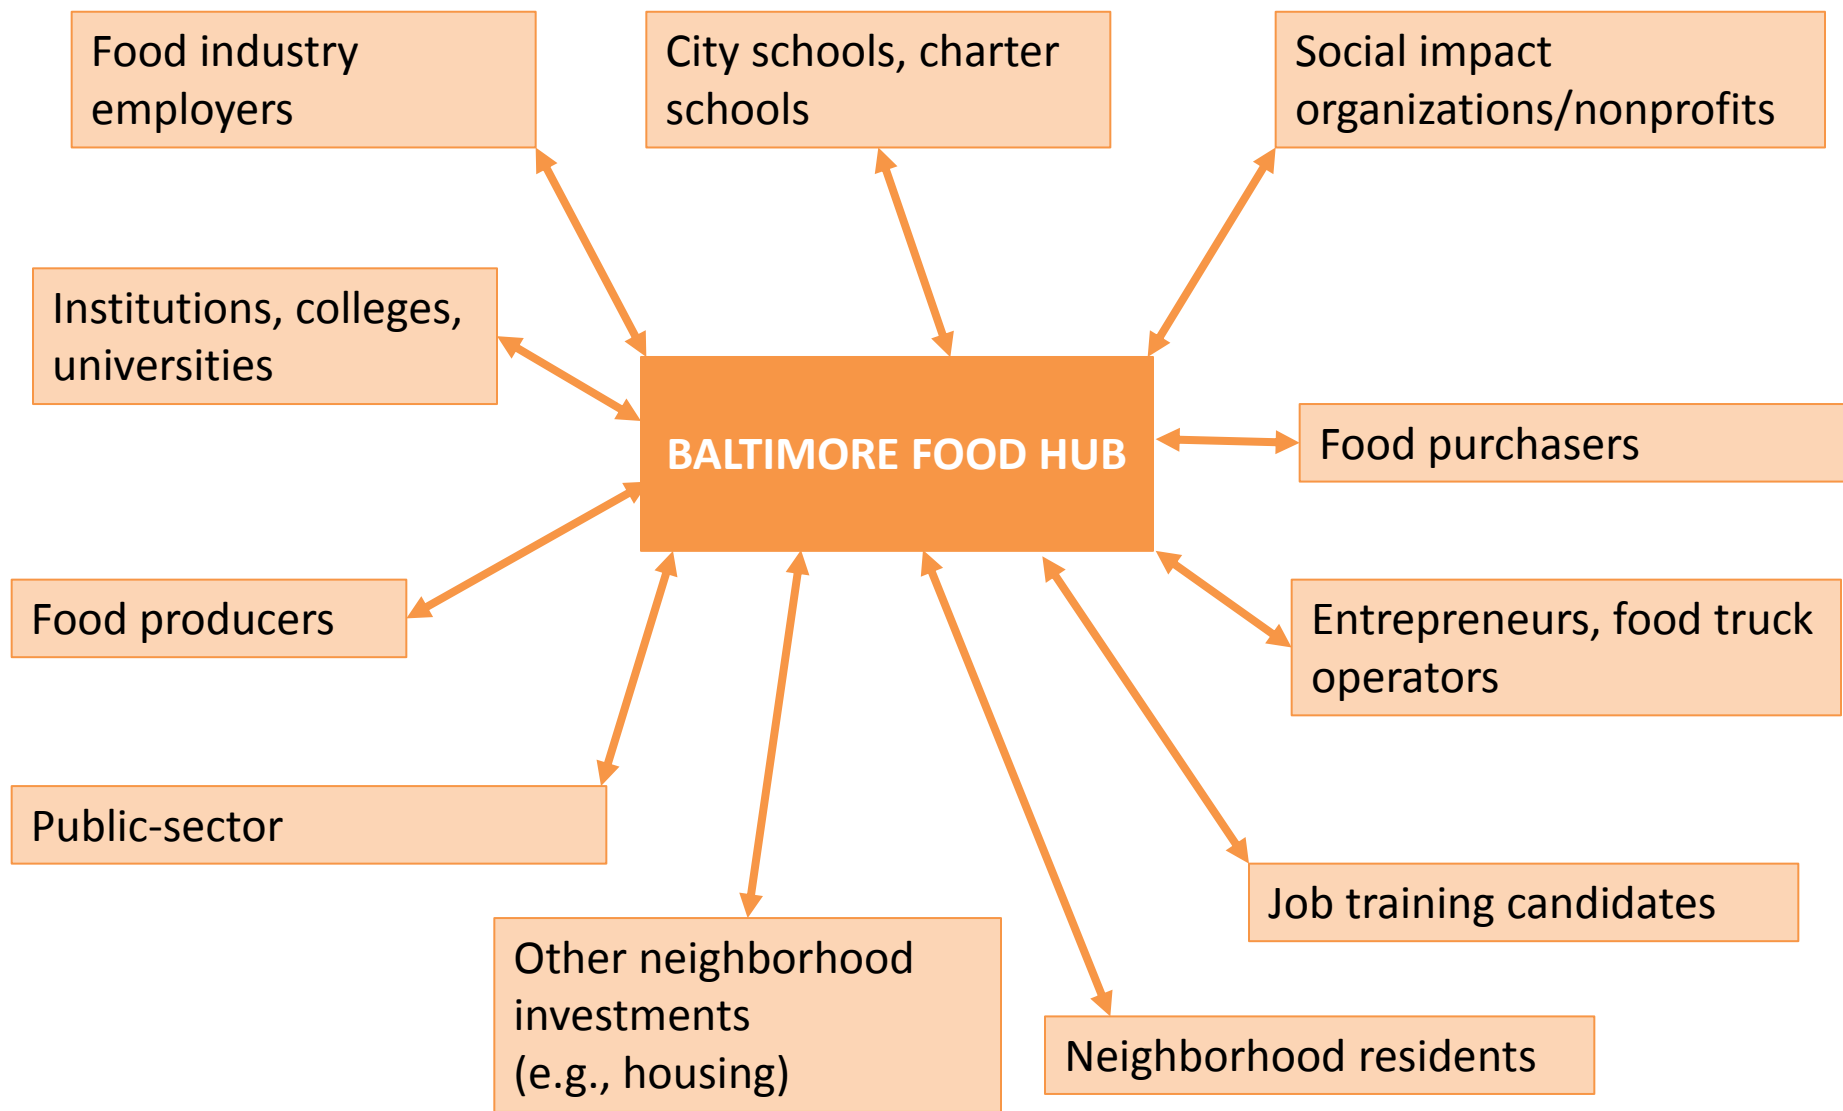 Food industry
employers
City schools, charter
schools
Social impact
organizations/nonprofits
Institutions, colleges,
universities
BALTIMORE FOOD HUB
Food purchasers
Food producers
Entrepreneurs, food truck
operators
Public-sector
Job training candidates
Other neighborhood
investments
(e.g., housing)
Neighborhood residents